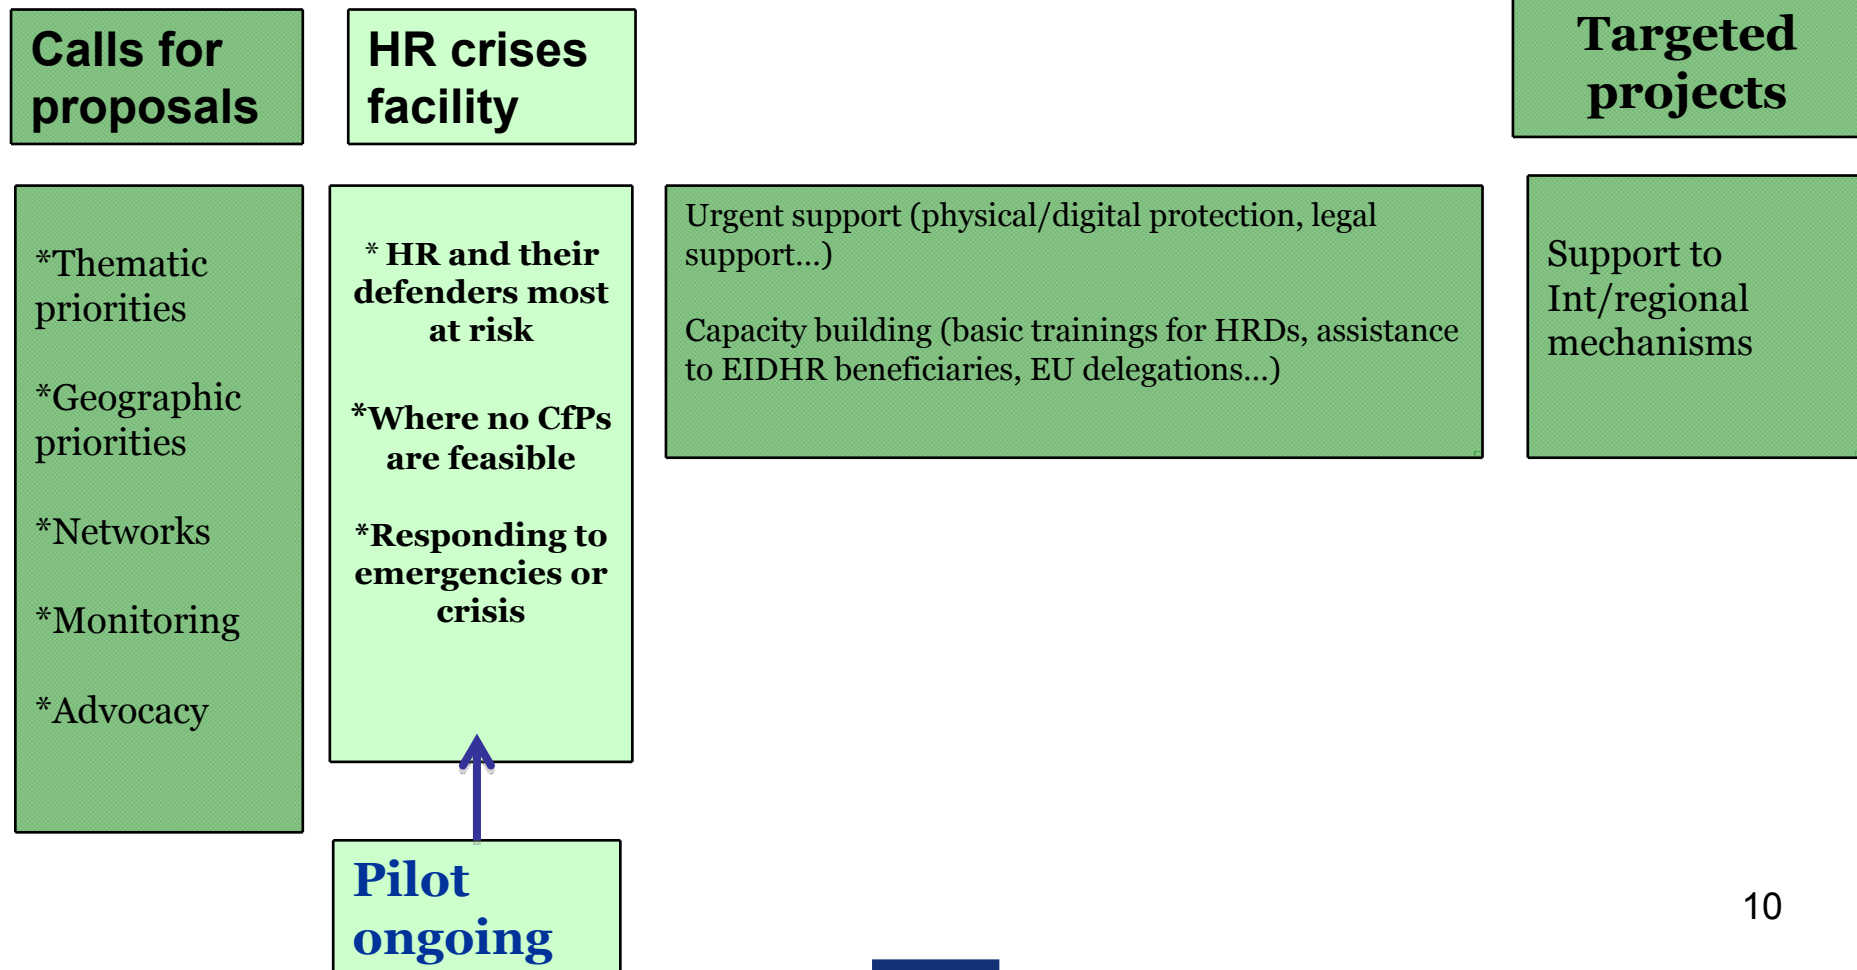 Calls for
proposals
HR crises
facility
Targeted
projects
*Thematic
priorities
*Geographic
priorities
*Networks
*Monitoring
*Advocacy
* HR and their
defenders most
at risk
*Where no CfPs
are feasible
*Responding to
emergencies or
crisis
Urgent support (physical/digital protection, legal
support...)
Capacity building (basic trainings for HRDs, assistance
to EIDHR beneficiaries, EU delegations...)
Support to
Int/regional
mechanisms
Pilot
ongoing
10